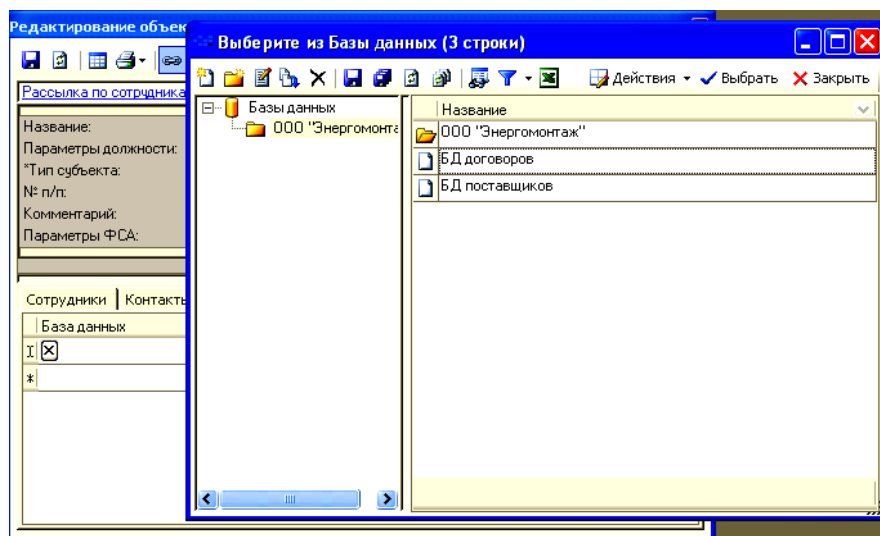 Редактирование объек
Выберите из Базы данных (3 строки)
Действия
Выбрать
Закрыть
Рассылка по сотрудника
Название:
Параметры должности:
*Тип субъекта:
№ п/п:
Комментарий:
Параметры ФСА:
Сотрудники
Контакты
База данных
Базы данных
ООО "Энергомонта
Название
ООО "Энергомонтаж"
БД договоров
БД поставщиков